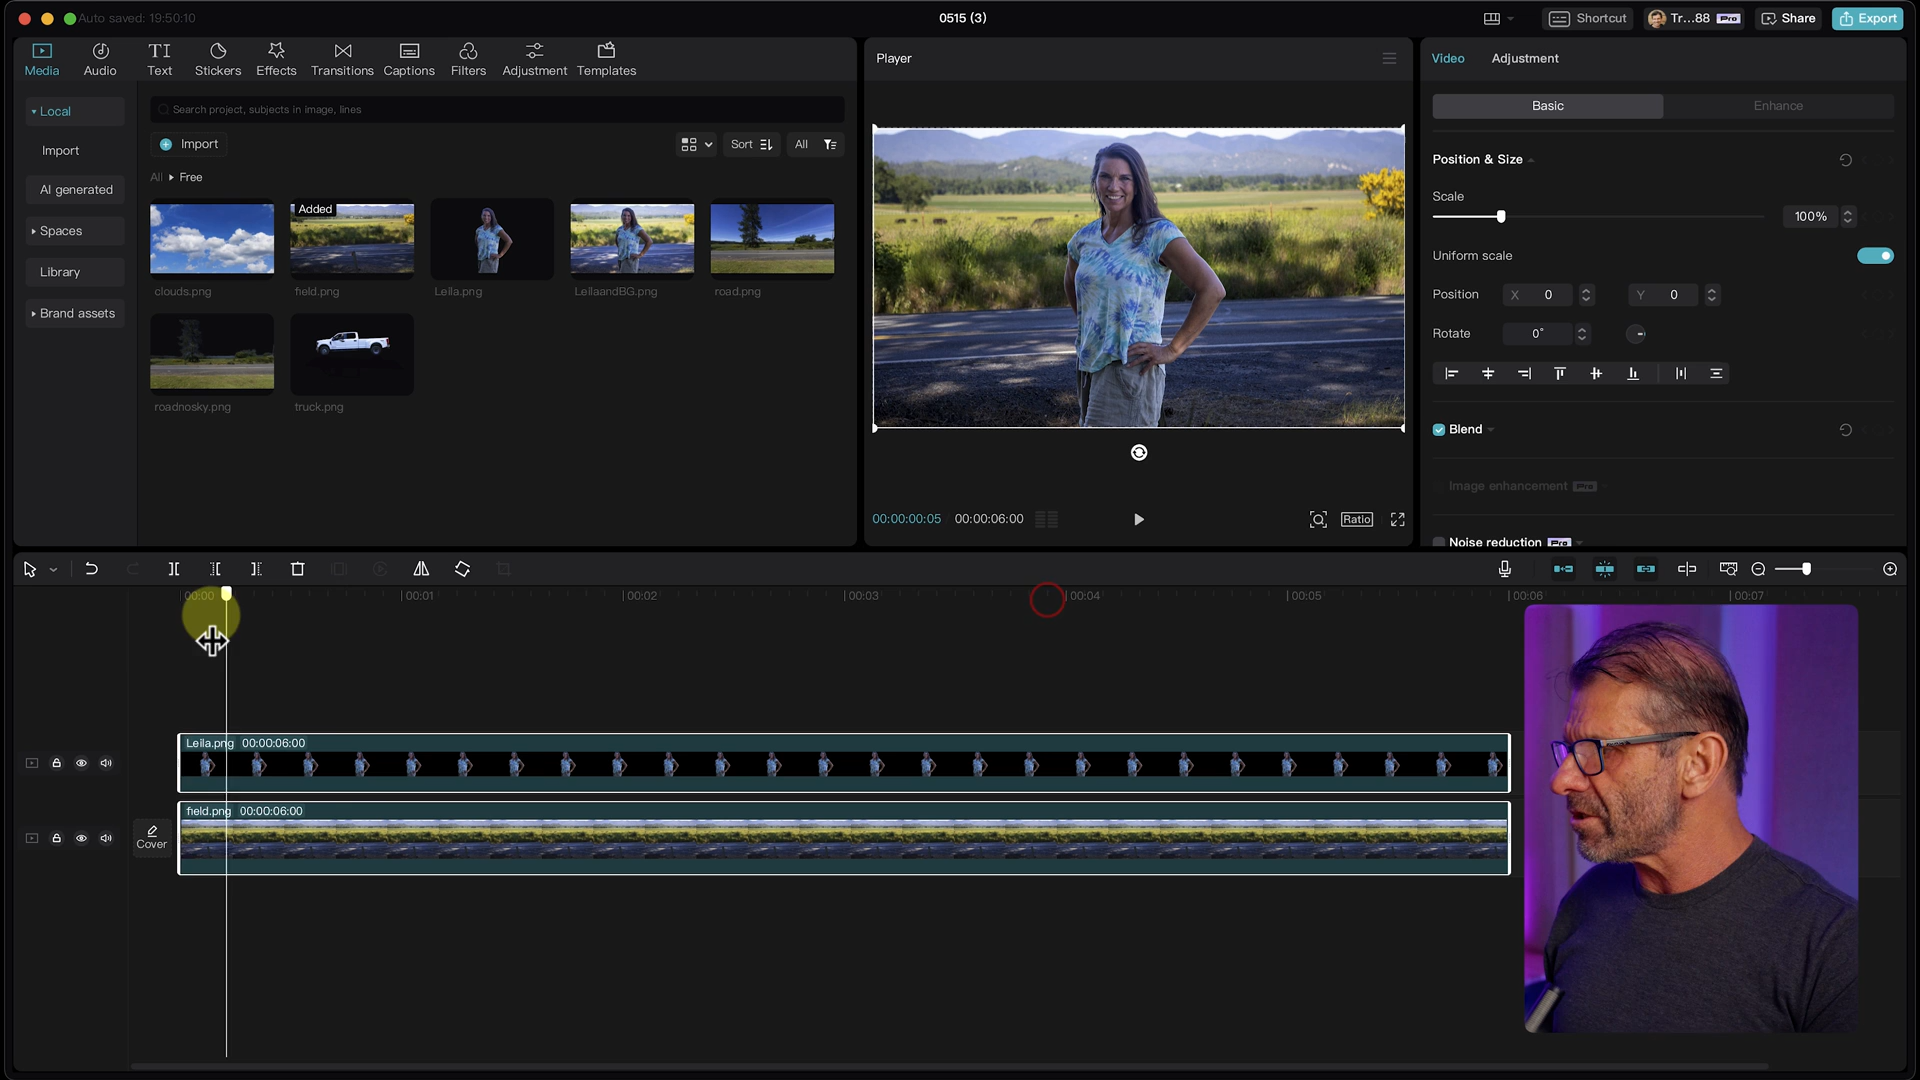 Auto saved: 19:50:10
0515 (3)
Shortcut
Tr...88 Pro
Share
Export
Media
Audio
TI
Text
Stickers
Effects
Transitions
Captions
Filters
Adjustment
Templates
Local
Import
AI generated
Spaces
Library
Brand assets
Search project, subjects in image, lines
Import
Sort
All
All Free
Added
clouds.png
field.png
Leila.png
LeilaandBG.png
road.png
roadnosky.png
truck.png
Player
00:00:00:05
00:00:06:00
Ratio
Video
Adjustment
Basic
Enhance
Position & Size
Scale
100%
Uniform scale
Position
X 0
Y 0
Rotate
0°
Blend
Image enhancement Pro
Noise reduction Pro
00:00
00:01
00:02
00:03
00:04
00:05
00:06
00:07
Leila.png 00:00:06:00
field.png 00:00:06:00
Cover